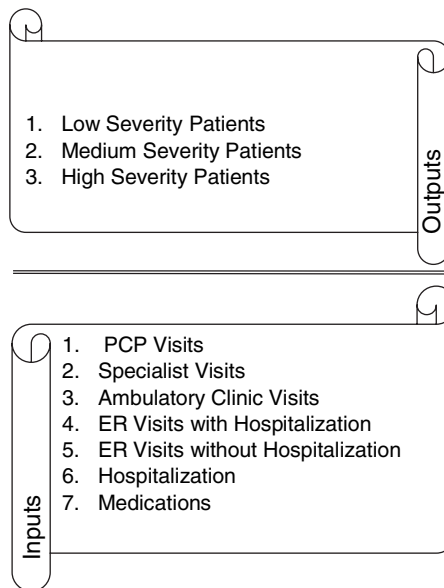 1. Low Severity Patients
2. Medium Severity Patients
3. High Severity Patients
Outputs
1. PCP Visits
2. Specialist Visits
3. Ambulatory Clinic Visits
4. ER Visits with Hospitalization
5. ER Visits without Hospitalization
6. Hospitalization
7. Medications
Inputs